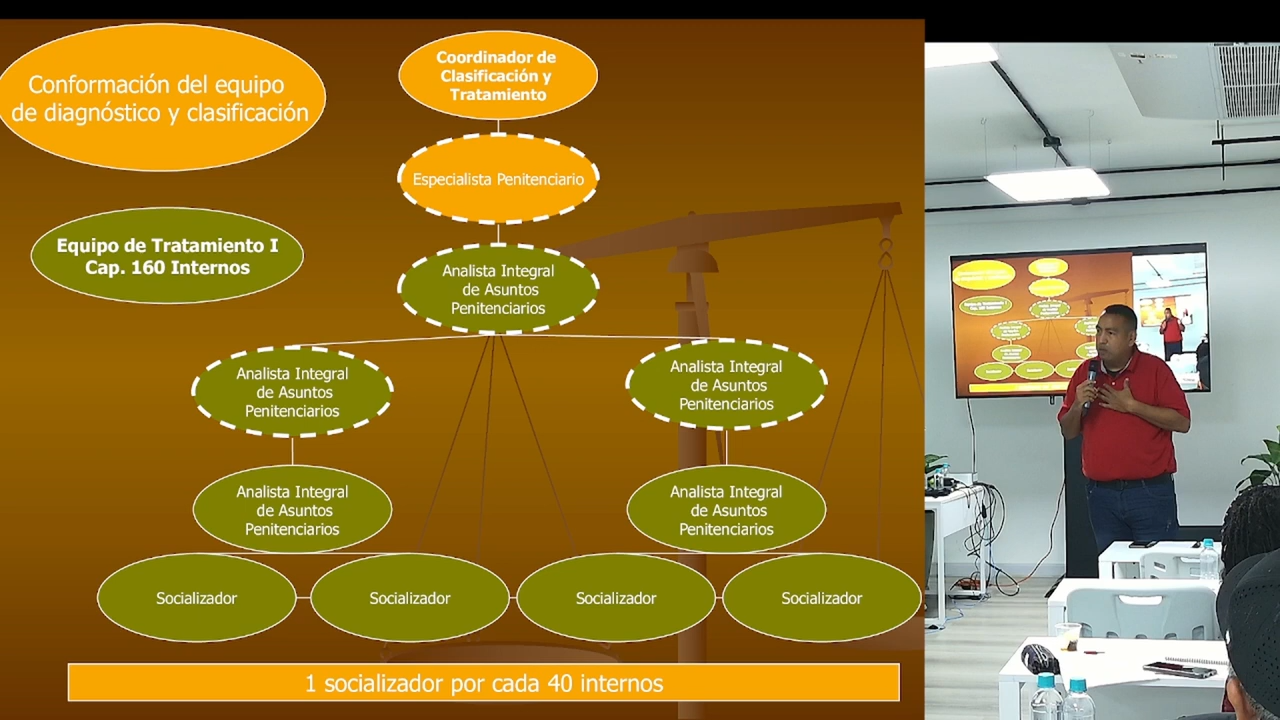 Conformación del equipo
de diagnóstico y clasificación
Coordinador de
Clasificación y
Tratamiento
Especialista Penitenciario
Equipo de Tratamiento I
Cap. 160 Internos
Analista Integral
de Asuntos
Penitenciarios
Analista Integral
de Asuntos
Penitenciarios
Analista Integral
de Asuntos
Penitenciarios
Analista Integral
de Asuntos
Penitenciarios
Analista Integral
de Asuntos
Penitenciarios
Socializador
Socializador
Socializador
Socializador
1 socializador por cada 40 internos